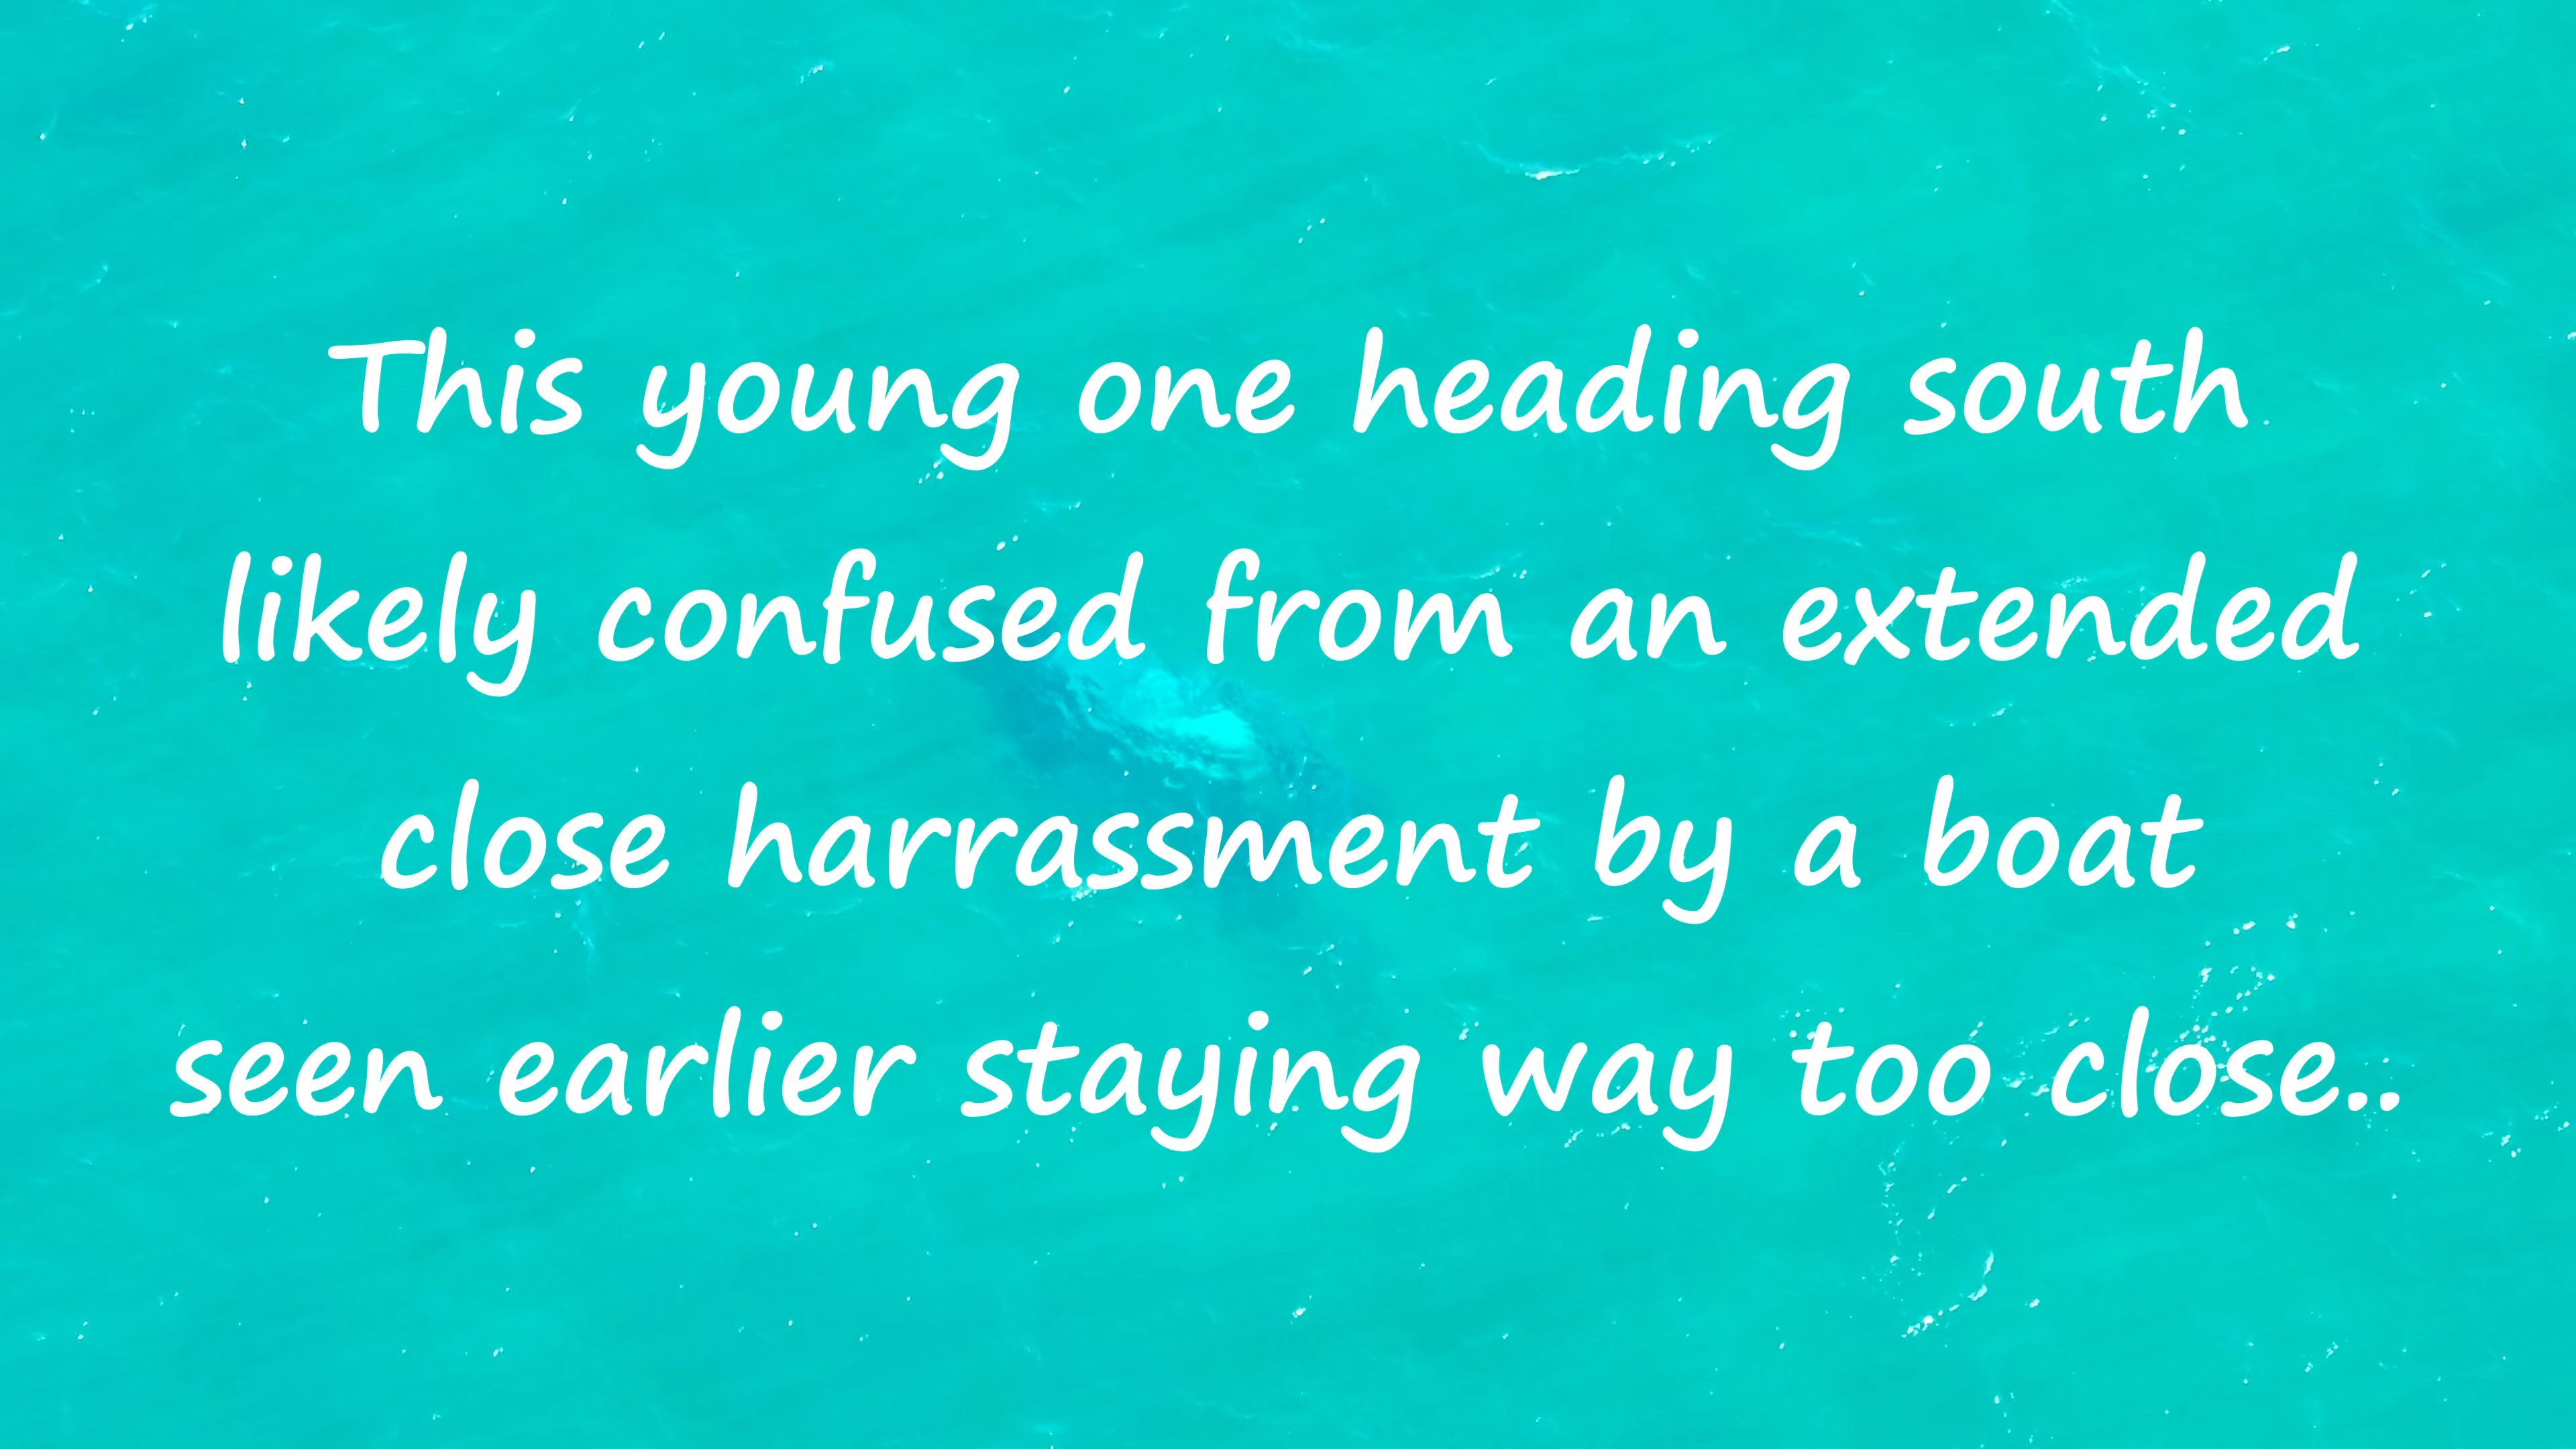 This young one heading south
likely confused from an extended
close harrassment by a boat
seen earlier staying way too close..